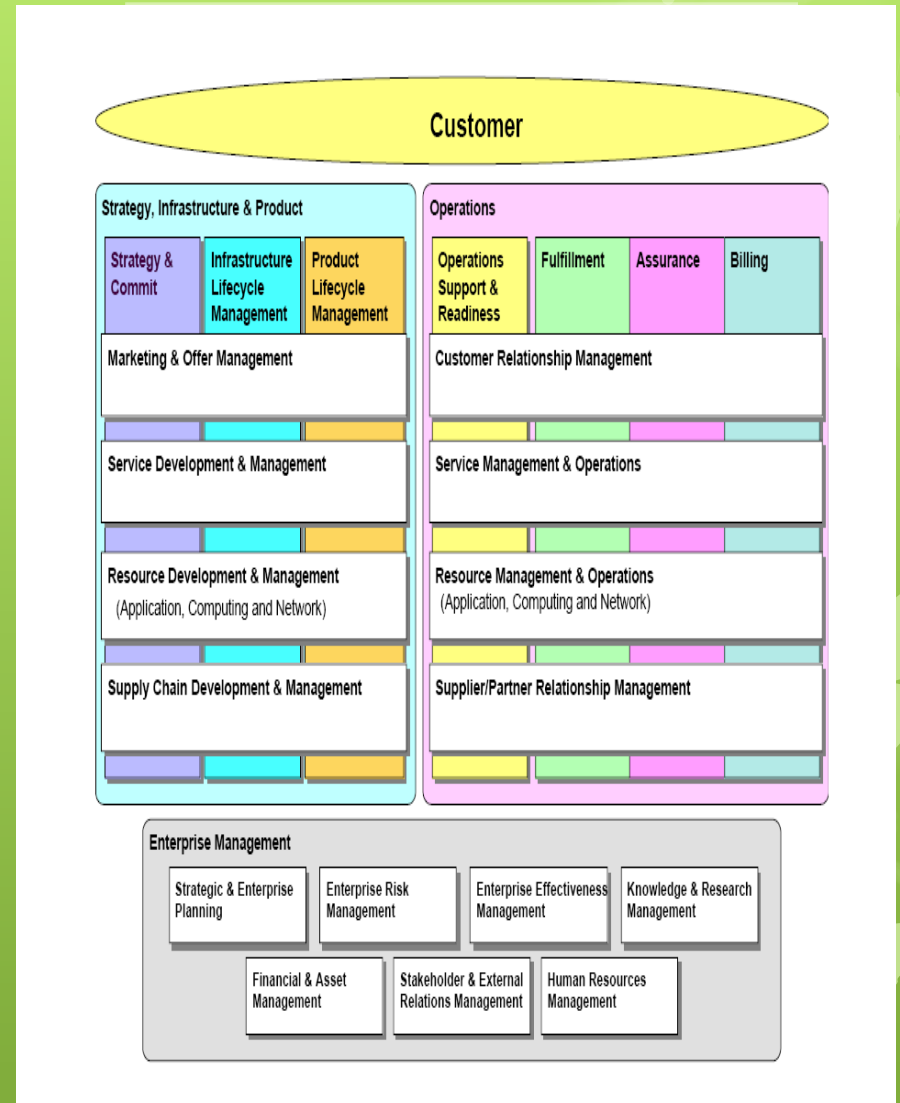 Customer
Strategy, Infrastructure & Product
Strategy &
Commit
Infrastructure
Lifecycle
Management
Product
Lifecycle
Management
Marketing & Offer Management
Service Development & Management
Resource Development & Management
(Application, Computing and Network)
Supply Chain Development & Management
Operations
Operations
Support &
Readiness
Fulfillment
Assurance
Billing
Customer Relationship Management
Service Management & Operations
Resource Management & Operations
(Application, Computing and Network)
Supplier/Partner Relationship Management
Enterprise Management
Strategic & Enterprise
Planning
Enterprise Risk
Management
Enterprise Effectiveness
Management
Knowledge & Research
Management
Financial & Asset
Management
Stakeholder & External
Relations Management
Human Resources
Management